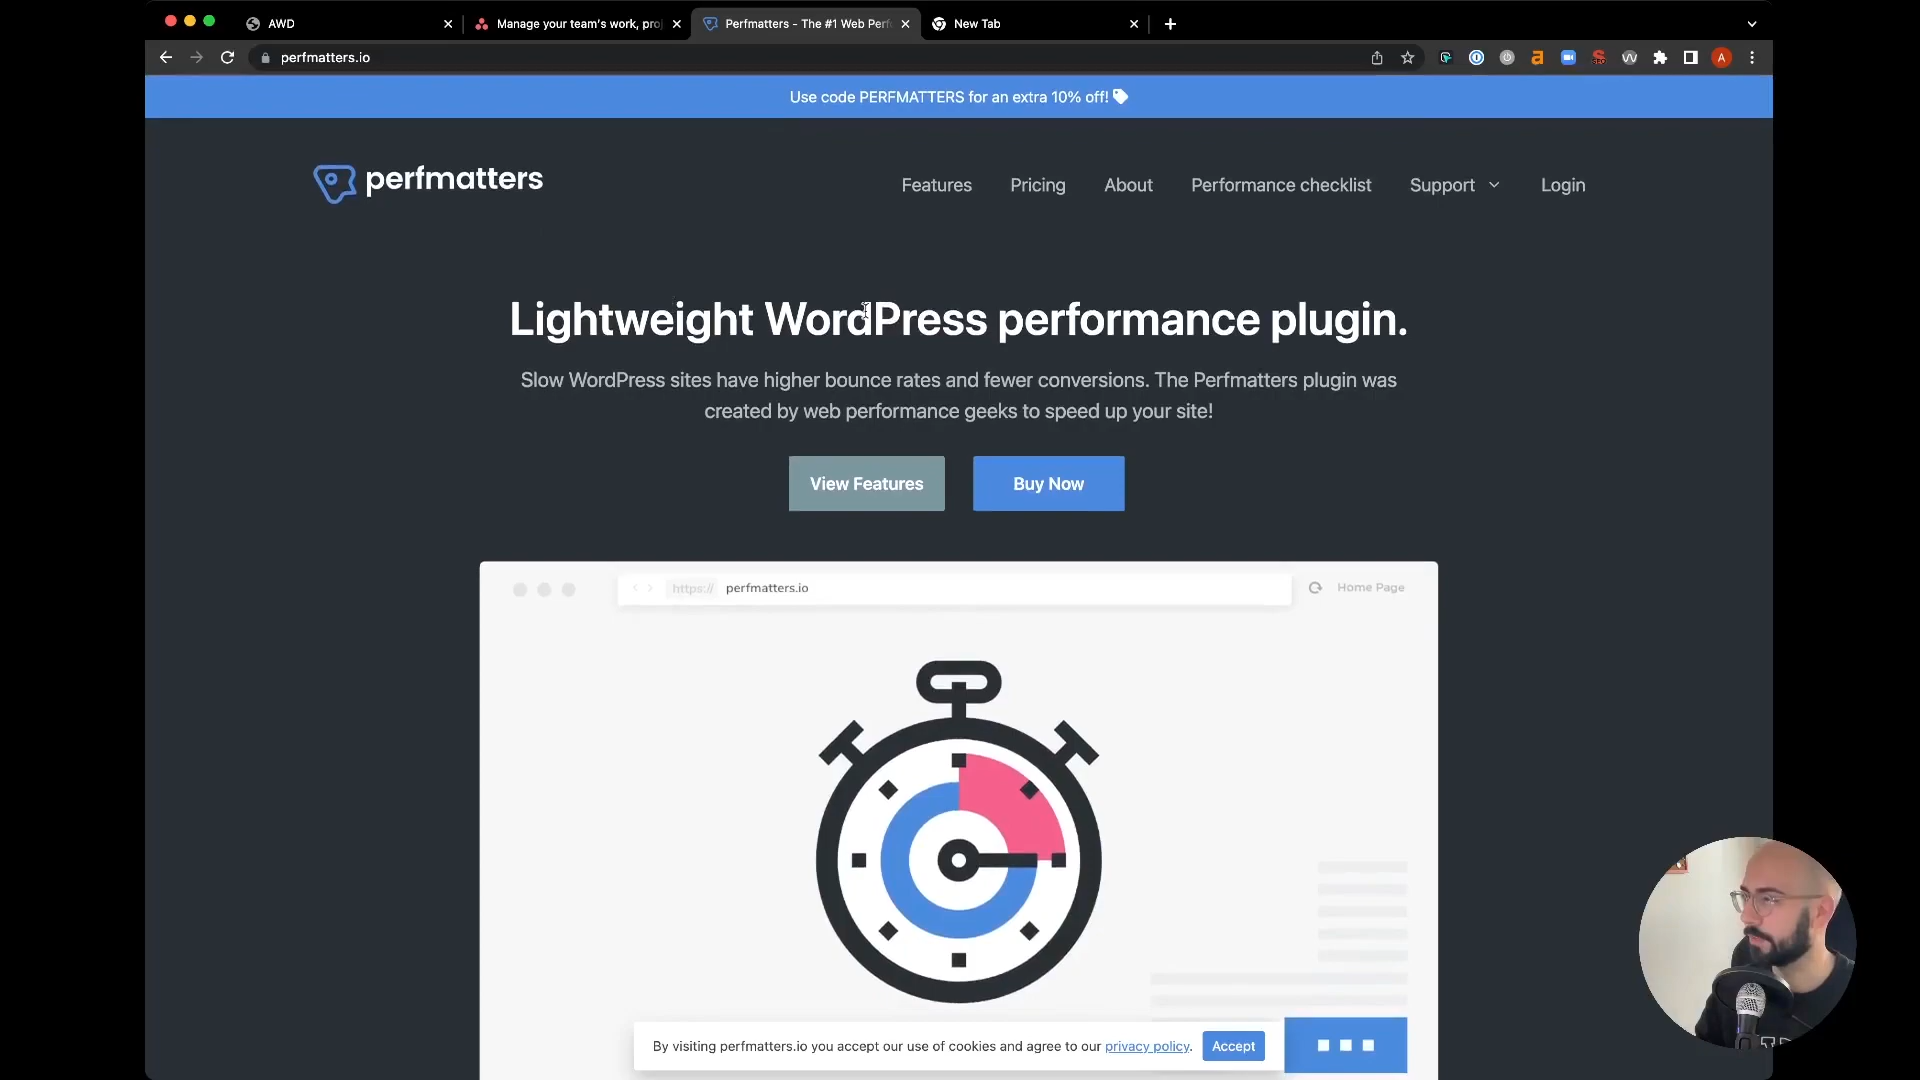 AWD
Manage your team's work, pro
Perfmatters - The #1 Web Perf
New Tab
perfmatters.io
A
Use code PERFMATTERS for an extra 10% off!
perfmatters
Features
Pricing
About
Performance checklist
Support
Login
Lightweight WordPress performance plugin.
Slow WordPress sites have higher bounce rates and fewer conversions. The Perfmatters plugin was
created by web performance geeks to speed up your site!
View Features
Buy Now
https://
perfmatters.io
Home Page
By visiting perfmatters.io you accept our use of cookies and agree to our privacy policy.
Accept